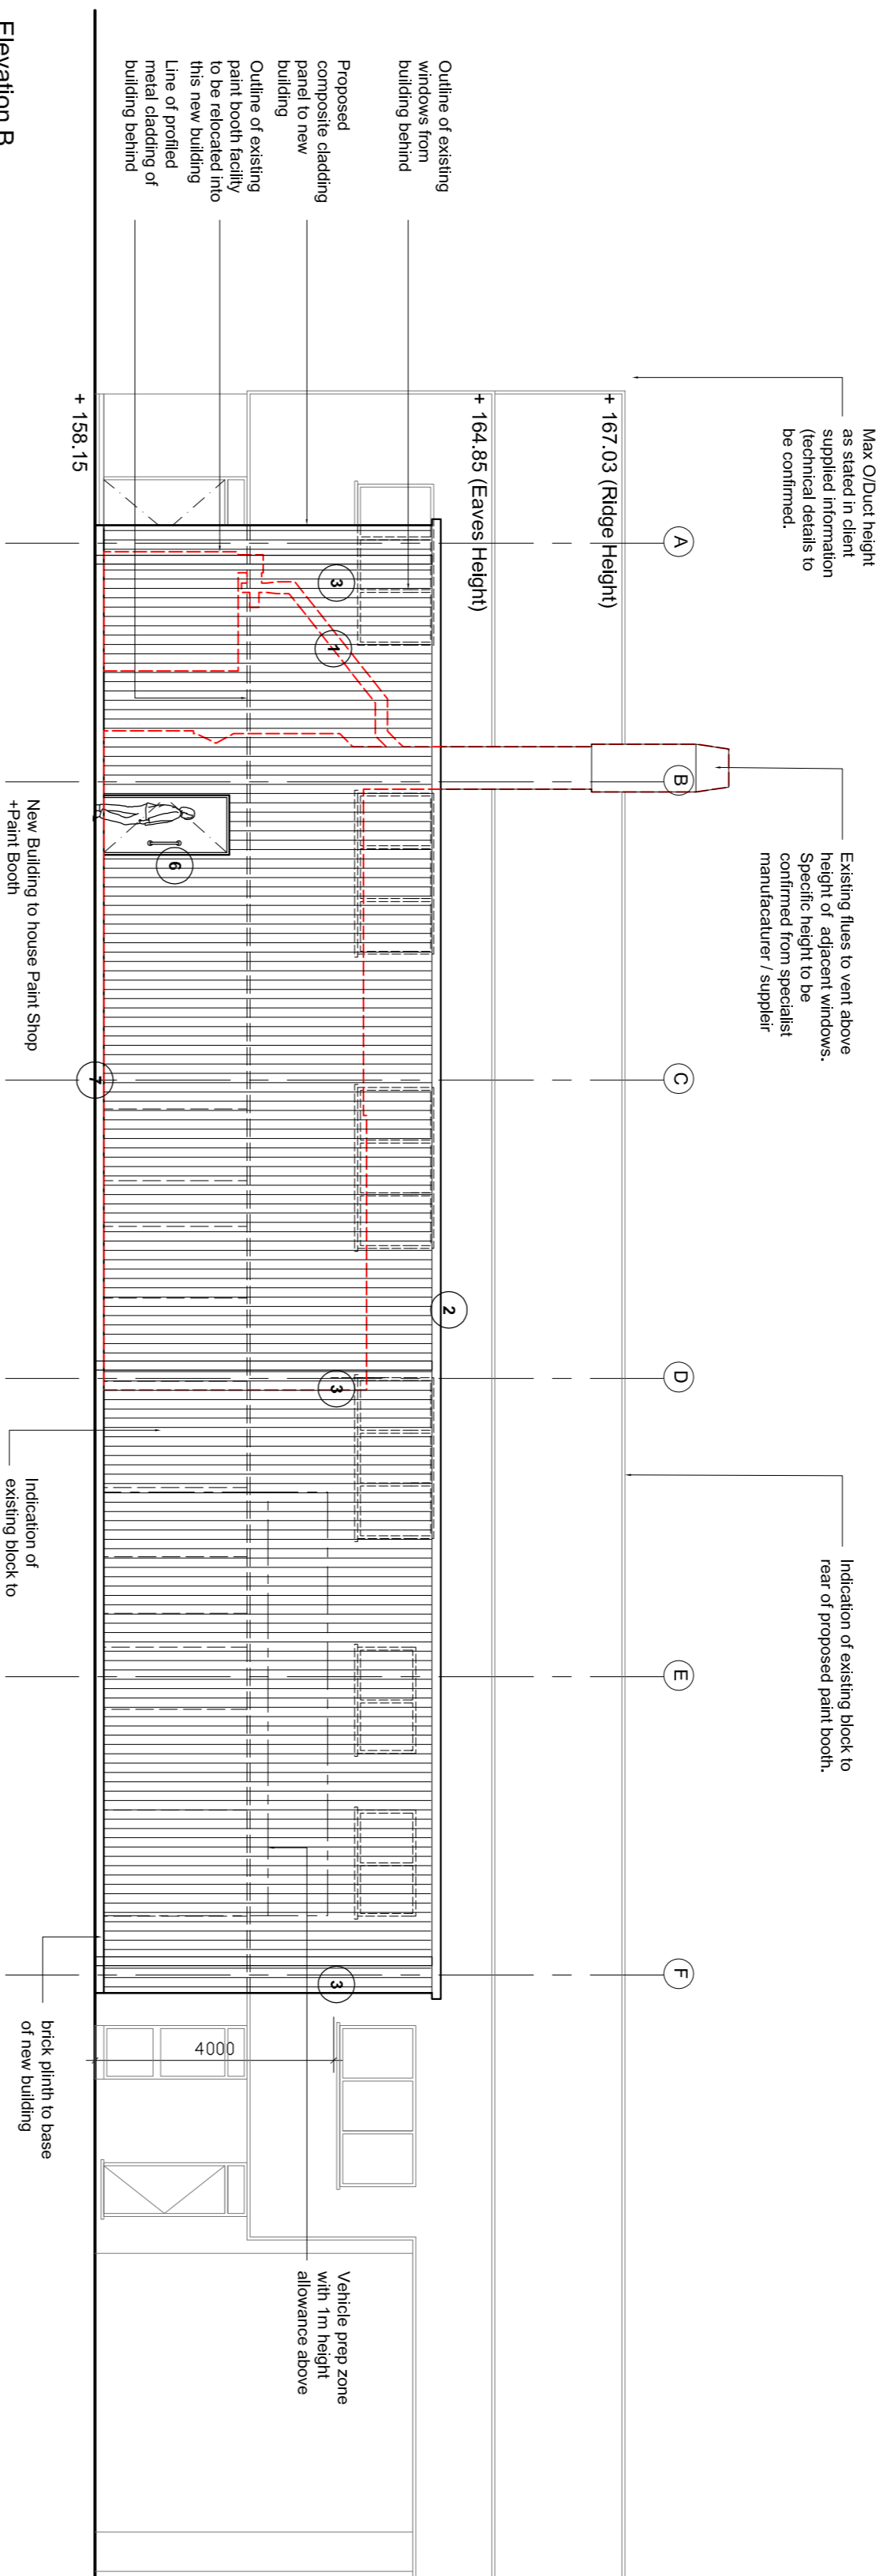 Max O/Duct height
as stated in client
supplied information
(technical details to
be confirmed.
Existing flues to vent above
height of adjacent windows.
Specific height to be
confirmed from specialist
manufacaturer / suppleir
Indication of existing block to
rear of proposed paint booth.
A
B
C
D
E
F
+ 167.03 (Ridge Height)
+ 164.85 (Eaves Height)
+ 158.15
Outline of existing
windows from
building behind
Proposed
composite cladding
panel to new
building
Outline of existing
paint booth facility
to be relocated into
this new building
Line of profiled
metal cladding of
building behind
3
1
6
7
2
3
3
4000
Vehicle prep zone
with 1m height
allowance above
New Building to house Paint Shop
+Paint Booth
Indication of
existing block to
brick plinth to base
of new building
Elevation B